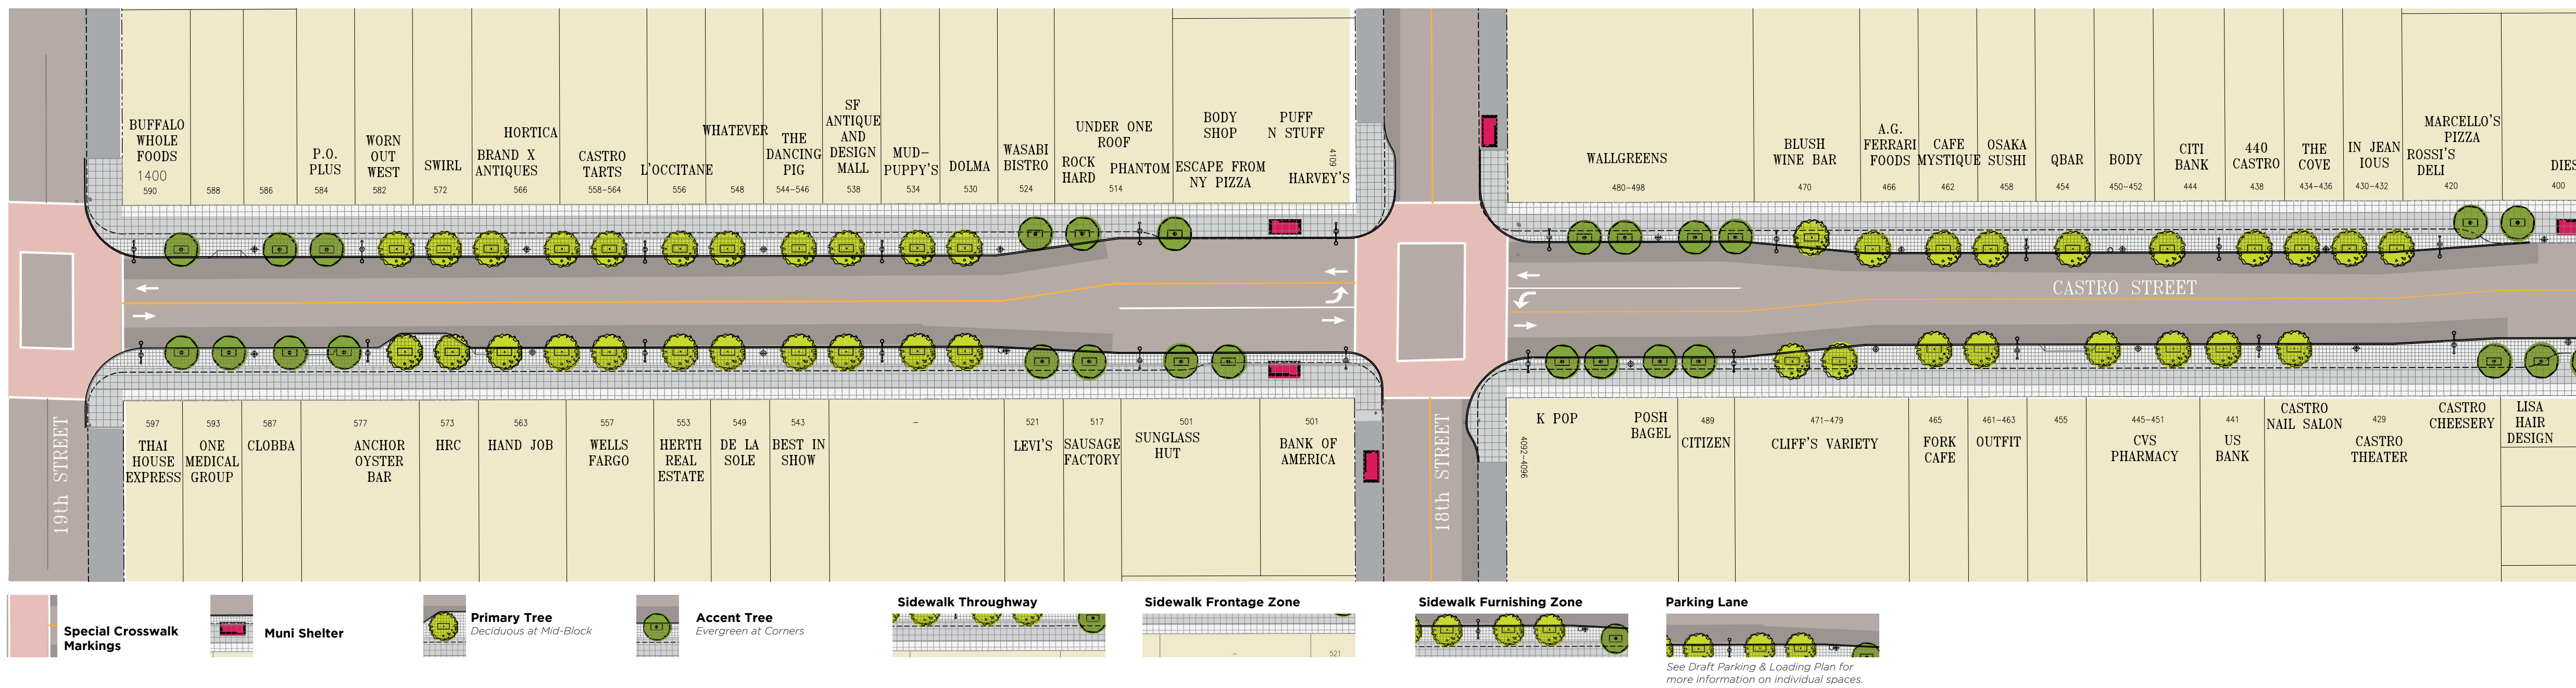 BUFFALO
WHOLE
FOODS
1400
590
588
586
P.O.
PLUS
584
WORN
OUT
WEST
582
SWIRL
572
HORTICA
BRAND X
ANTIQUES
566
CASTRO
TARTS
558-564
L'OCCITANE
556
WHATEVER
548
THE
DANCING
PIG
544-546
SF
ANTIQUE
AND
DESIGN
MALL
538
MUD-
PUPPY'S
534
DOLMA
530
WASABI
BISTRO
524
UNDER ONE
ROOF
ROCK
HARD
PHANTOM
514
BODY
SHOP
ESCAPE FROM
NY PIZZA
PUFF
N STUFF
HARVEY'S
4109
WALLGREENS
480-498
BLUSH
WINE BAR
470
A.G.
FERRARI
FOODS
466
CAFE
MYSTIQUE
462
OSAKA
SUSHI
458
QBAR
454
BODY
450-452
CITI
BANK
444
440
CASTRO
438
THE
COVE
434-436
IN JEAN
IOUS
430-432
MARCELLO'S
PIZZA
ROSSI'S
DELI
420
DIES
400
CASTRO STREET
19th STREET
18th STREET
597
THAI
HOUSE
EXPRESS
593
ONE
MEDICAL
GROUP
587
CLOBBA
577
ANCHOR
OYSTER
BAR
573
HRC
563
HAND JOB
557
WELLS
FARGO
553
HERTH
REAL
ESTATE
549
DE LA
SOLE
543
BEST IN
SHOW
-
521
LEVI'S
517
SAUSAGE
FACTORY
501
SUNGLASS
HUT
501
BANK OF
AMERICA
K POP
4092-4096
POSH
BAGEL
489
CITIZEN
471-479
CLIFF'S VARIETY
465
FORK
CAFE
461-463
OUTFIT
455
445-451
CVS
PHARMACY
441
US
BANK
CASTRO
NAIL SALON
429
CASTRO
THEATER
CASTRO
CHEESERY
LISA
HAIR
DESIGN
Special Crosswalk
Markings
Muni Shelter
Primary Tree
Deciduous at Mid-Block
Accent Tree
Evergreen at Corners
Sidewalk Throughway
Sidewalk Frontage Zone
-
521
Sidewalk Furnishing Zone
Parking Lane
See Draft Parking & Loading Plan for
more information on individual spaces.